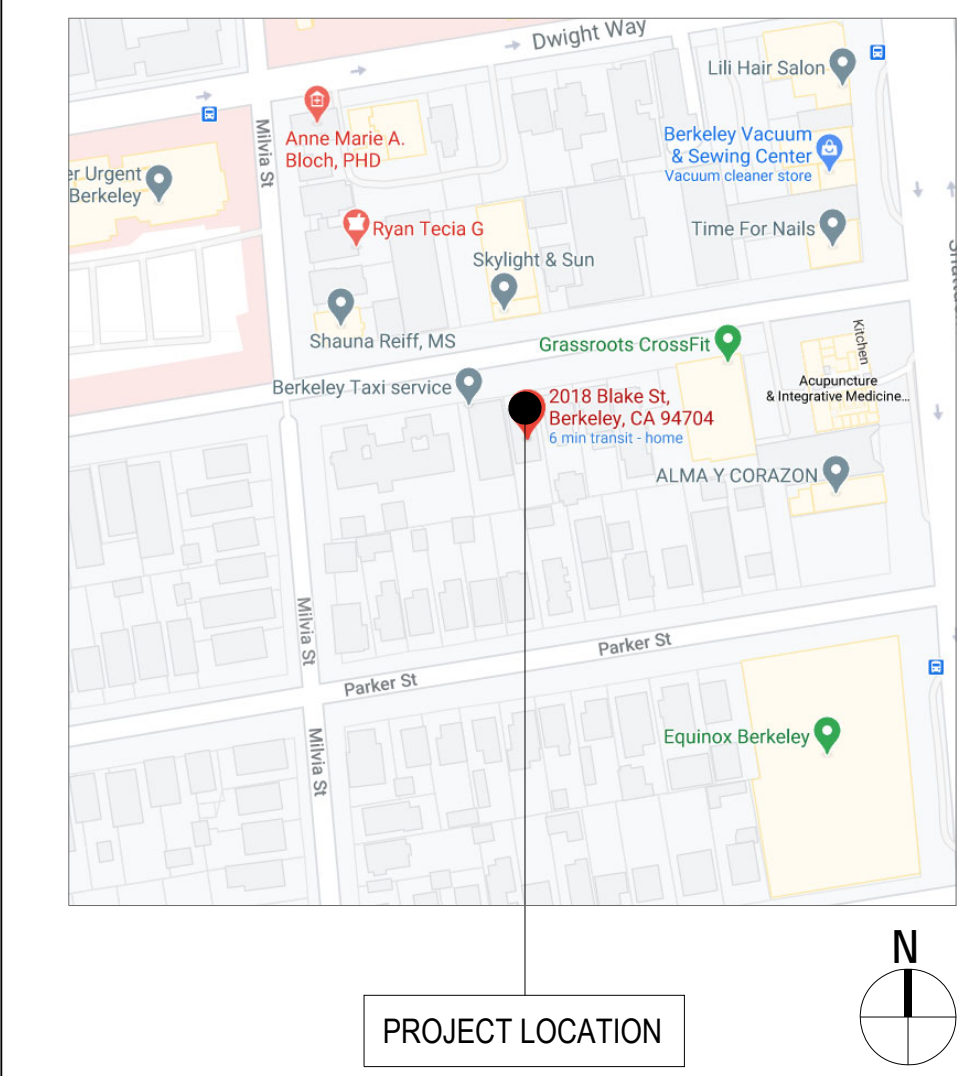 Dwight Way
Lili Hair Salon
Milvia St
Anne Marie A.
Bloch, PHD
Berkeley Vacuum
& Sewing Center
Vacuum cleaner store
er Urgent
Berkeley
Ryan Tecia G
Time For Nails
Skylight & Sun
Shauna Reiff, MS
Grassroots CrossFit
Kitchen
Berkeley Taxi service
Acupuncture
& Integrative Medicine...
2018 Blake St,
Berkeley, CA 94704
6 min transit - home
ALMA Y CORAZON
Milvia St
Parker St
Parker St
Milvia St
Equinox Berkeley
N
PROJECT LOCATION